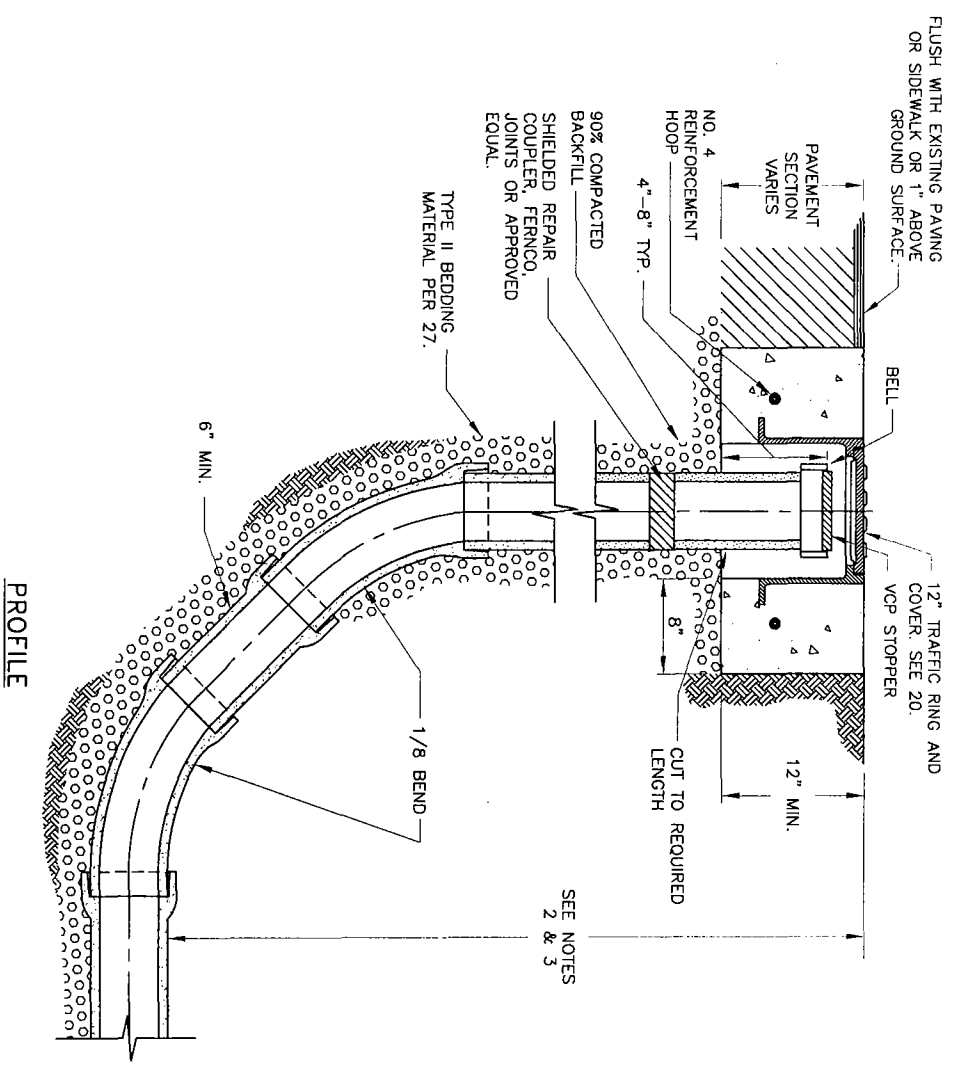 FLUSH WITH EXISTING PAVING
OR SIDEWALK OR 1" ABOVE
GROUND SURFACE.
PAVEMENT
SECTION
VARIES
NO. 4
REINFORCEMENT
HOOP
4"-8" TYP.
90% COMPACTED
BACKFILL
SHIELDED REPAIR
COUPLER, FERNCO,
JOINTS OR APPROVED
EQUAL.
TYPE II BEDDING
MATERIAL PER 27.
6" MIN.
BELL
12" TRAFFIC RING AND
COVER. SEE 20.
VCP STOPPER
8"
12" MIN.
CUT TO REQUIRED
LENGTH
1/8 BEND
SEE NOTES
2 & 3
PROFILE